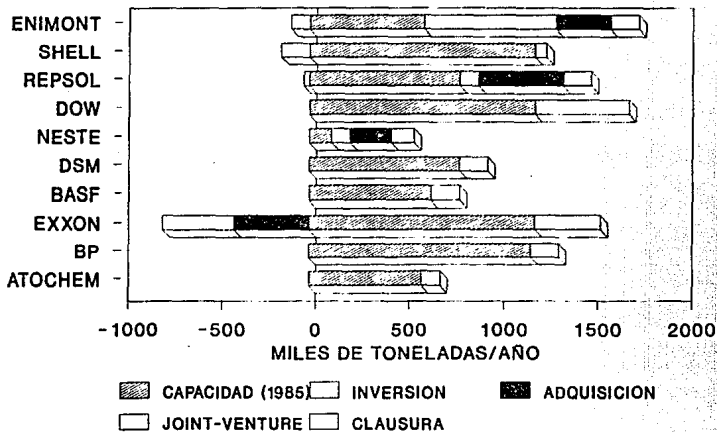 ENIMONT
SHELL
REPSOL
DOW
NESTE
DSM
BASF
EXXON
BP
ATOCHEM
-1000 -500 0 500 1000 1500 2000
MILES DE TONELADAS/AÑO
CAPACIDAD (1985) INVERSION ADQUISICION
JOINT-VENTURE CLAUSURA